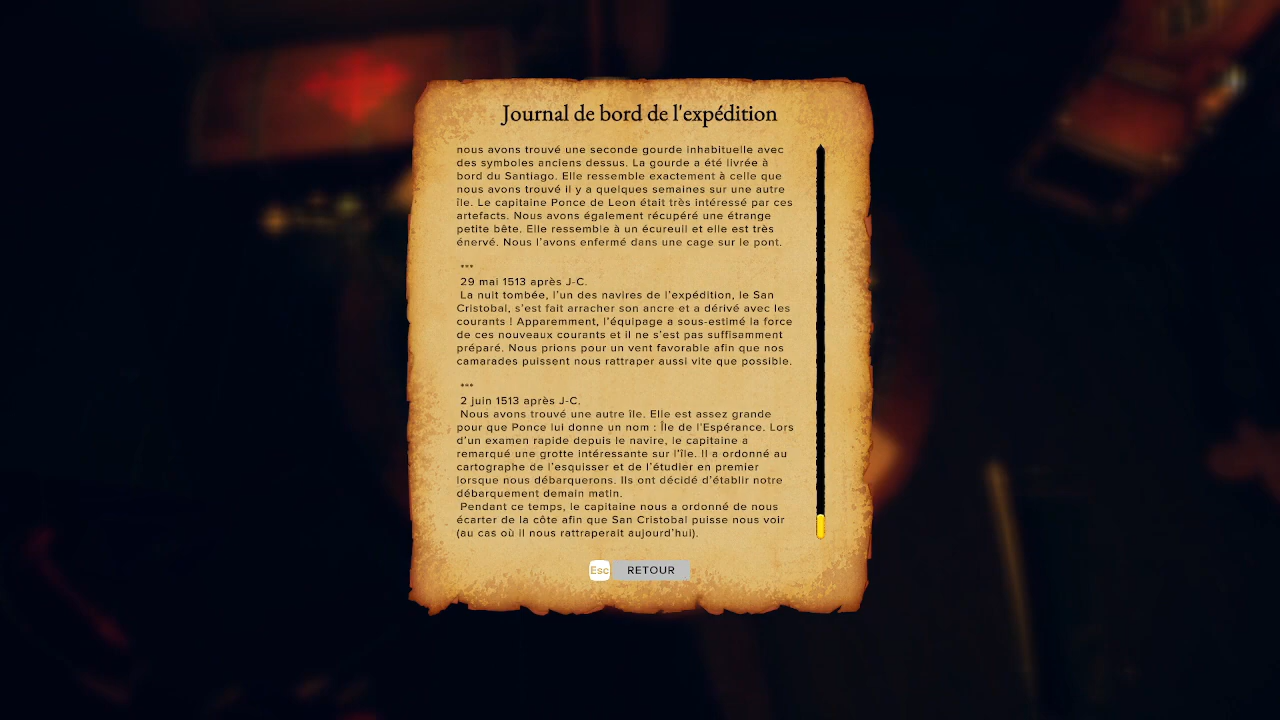 Journal de bord de l'expédition
nous avons trouvé une seconde gourde inhabituelle avec
des symboles anciens dessus. La gourde a été livrée à
bord du Santiago. Elle ressemble exactement à celle que
nous avons trouvé il y a quelques semaines sur une autre
île. Le capitaine Ponce de Leon était très intéressé par ces
artefacts. Nous avons également récupéré une étrange
petite bête. Elle ressemble à un écureuil et elle est très
énervé. Nous l'avons enfermé dans une cage sur le pont.
***
29 mai 1513 après J-C.
La nuit tombée, l'un des navires de l'expédition, le San
Cristobal, s'est fait arracher son ancre et a dérivé avec les
courants ! Apparemment, l'équipage a sous-estimé la force
de ces nouveaux courants et il ne s'est pas suffisamment
préparé. Nous prions pour un vent favorable afin que nos
camarades puissent nous rattraper aussi vite que possible.
***
2 juin 1513 après J-C.
Nous avons trouvé une autre île. Elle est assez grande
pour que Ponce lui donne un nom : Île de l'Espérance. Lors
d'un examen rapide depuis le navire, le capitaine a
remarqué une grotte intéressante sur l'île. Il a ordonné au
cartographe de l'esquisser et de l'étudier en premier
lorsque nous débarquerons. Ils ont décidé d'établir notre
débarquement demain matin.
Pendant ce temps, le capitaine nous a ordonné de nous
écarter de la côte afin que San Cristobal puisse nous voir
(au cas où il nous rattraperait aujourd'hui).
Esc RETOUR